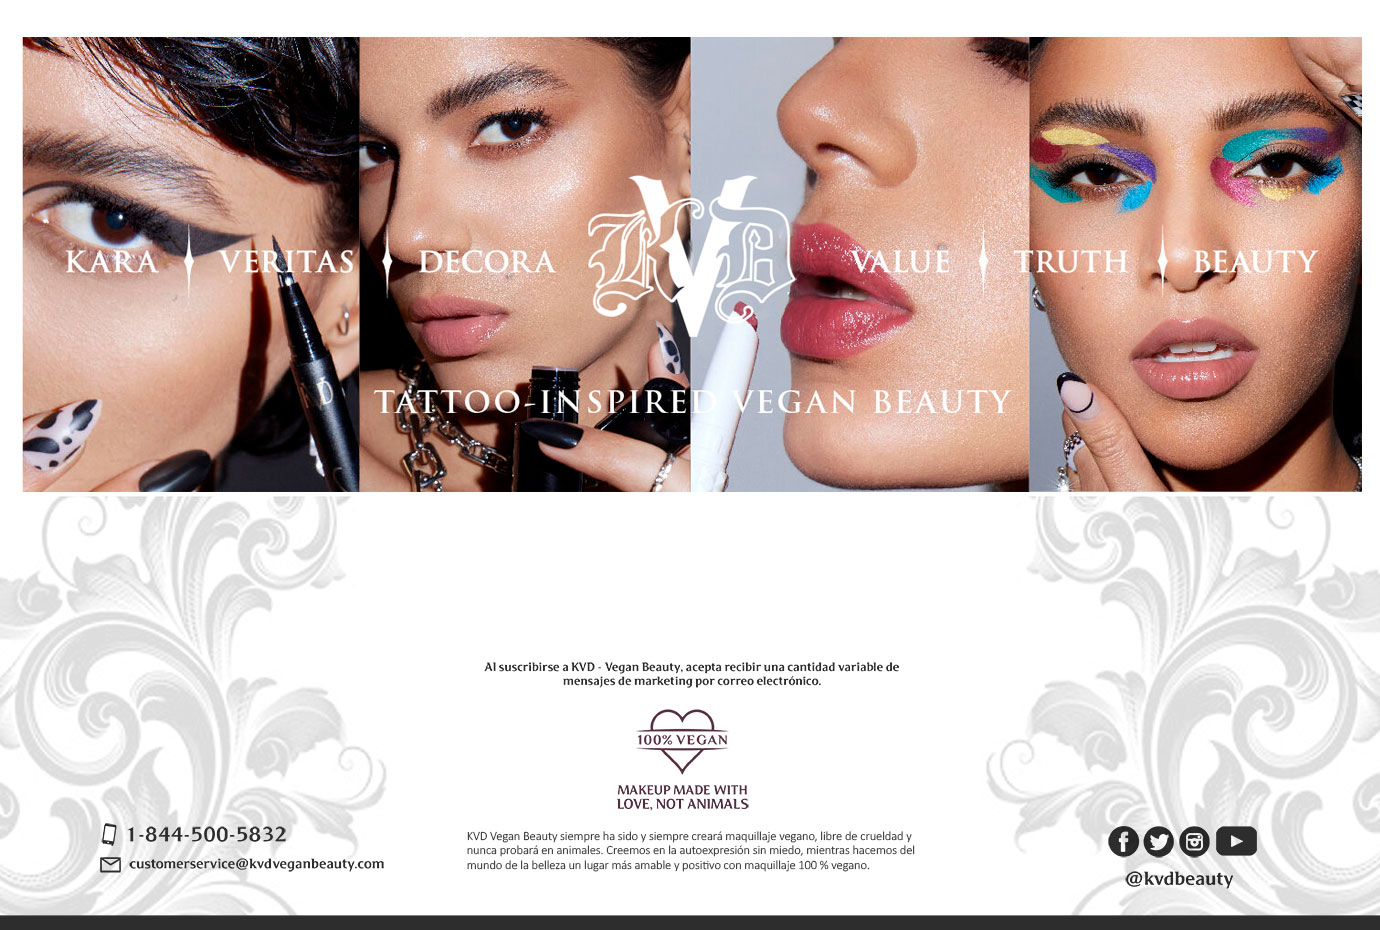 KARA VERITAS DECORA KVD VALUE TRUTH BEAUTY
TATTOO-INSPIRED VEGAN BEAUTY
Al suscribirse a KVD - Vegan Beauty, acepta recibir una cantidad variable de
mensajes de marketing por correo electrónico.
100% VEGAN
MAKEUP MADE WITH
LOVE, NOT ANIMALS
KVD Vegan Beauty siempre ha sido y siempre creará maquillaje vegano, libre de crueldad y
nunca probará en animales. Creemos en la autoexpresión sin miedo, mientras hacemos del
mundo de la belleza un lugar más amable y positivo con maquillaje 100 % vegano.
1-844-500-5832
customerservice@kvdveganbeauty.com
@kvdbeauty